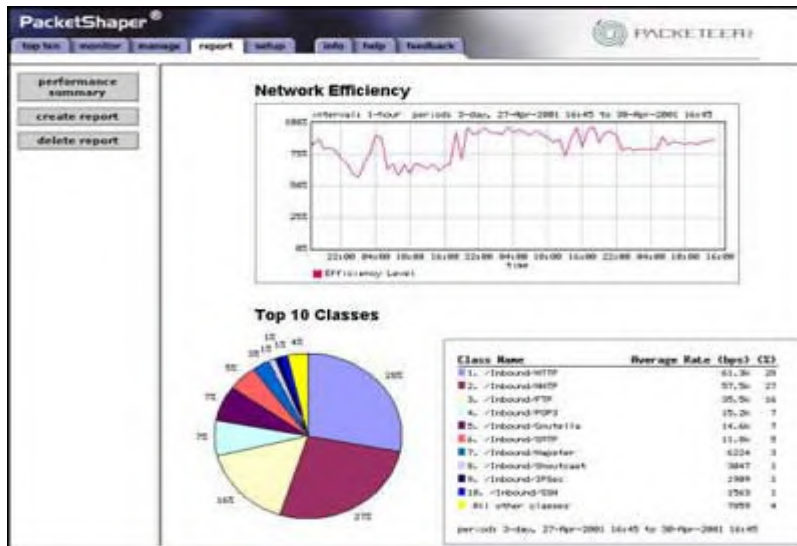 PacketShaper ®
PACKETEER
top ten monitor manage report setup info help feedback
performance
summary
create report
delete report
Network Efficiency
interval: 1-hour period: 3-day, 27-Apr-2001 16:45 to 30-Apr-2001 16:45
100%
75%
50%
25%
0%
22:00 04:00 10:00 16:00 22:00 04:00 10:00 16:00 22:00 04:00 10:00 16:00
time
Efficiency Level
Top 10 Classes
1% 4%
3% 1% 1%
5%
7%
7%
16%
27%
28%
Class Name Average Rate (bps) (%)
1. /Inbound/HTTP 61.3k 28
2. /Inbound/NNTP 57.5k 27
3. /Inbound/FTP 35.5k 16
4. /Inbound/POP3 15.2k 7
5. /Inbound/Gnutella 14.6k 7
6. /Inbound/SMTP 11.8k 5
7. /Inbound/Napster 6224 3
8. /Inbound/Shoutcast 3047 1
9. /Inbound/IPSec 1
10. /Inbound/SSH 1563 1
All other classes 4
period: 3-day, 27-Apr-2001 16:45 to 30-Apr-2001 16:45